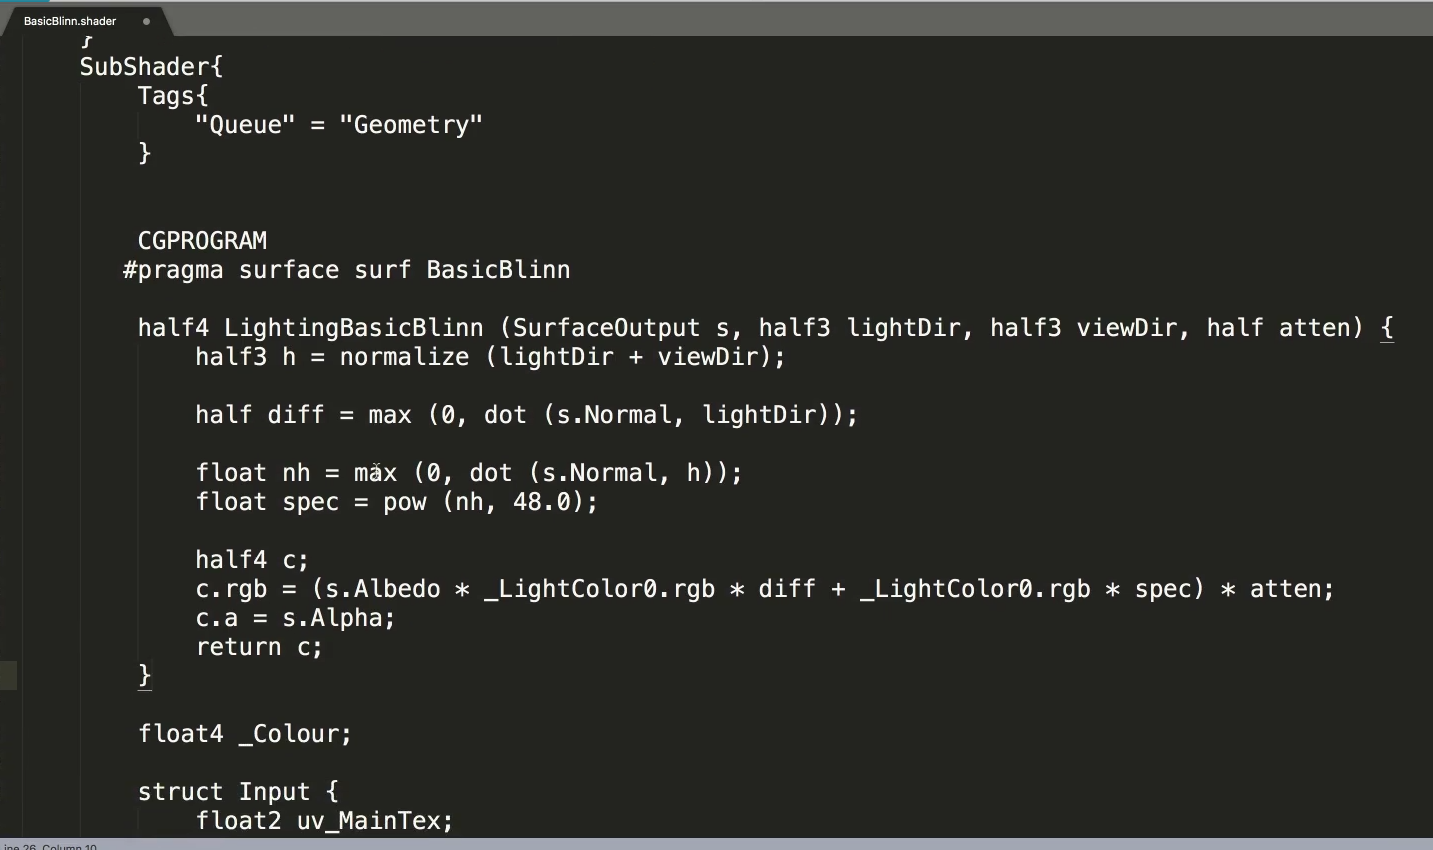 BasicBlinn.shader
}
SubShader{
Tags{
"Queue" = "Geometry"
}
CGPROGRAM
#pragma surface surf BasicBlinn
half4 LightingBasicBlinn (SurfaceOutput s, half3 lightDir, half3 viewDir, half atten) {
half3 h = normalize (lightDir + viewDir);
half diff = max (0, dot (s.Normal, lightDir));
float nh = max (0, dot (s.Normal, h));
float spec = pow (nh, 48.0);
half4 c;
c.rgb = (s.Albedo * _LightColor0.rgb * diff + _LightColor0.rgb * spec) * atten;
c.a = s.Alpha;
return c;
}
float4 _Colour;
struct Input {
float2 uv_MainTex;
ine 26, Column 10